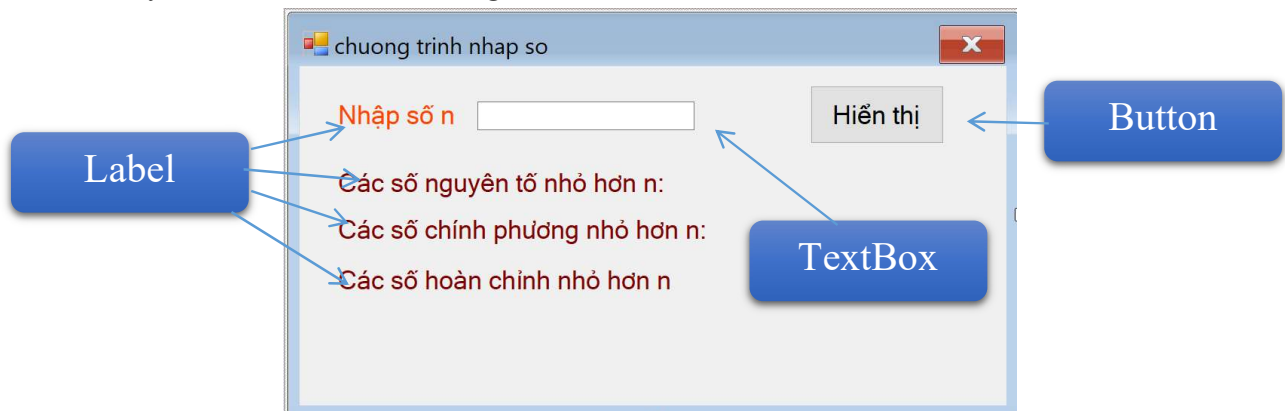 chuong trinh nhap so
Nhập số n
Hiển thị
Button
Label
Các số nguyên tố nhỏ hơn n:
Các số chính phương nhỏ hơn n:
TextBox
Các số hoàn chỉnh nhỏ hơn n